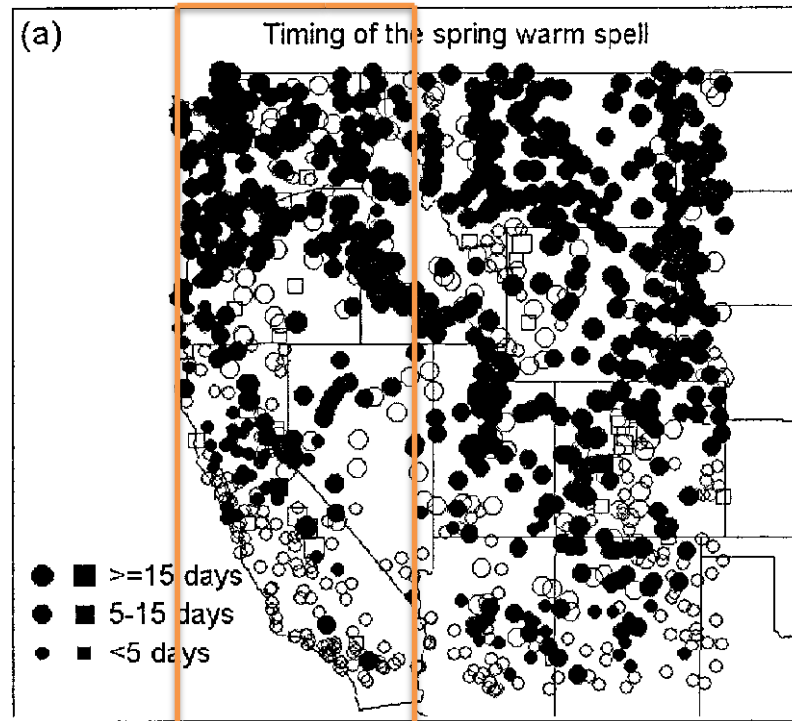 (a)
Timing of the spring warm spell
>=15 days
5-15 days
<5 days